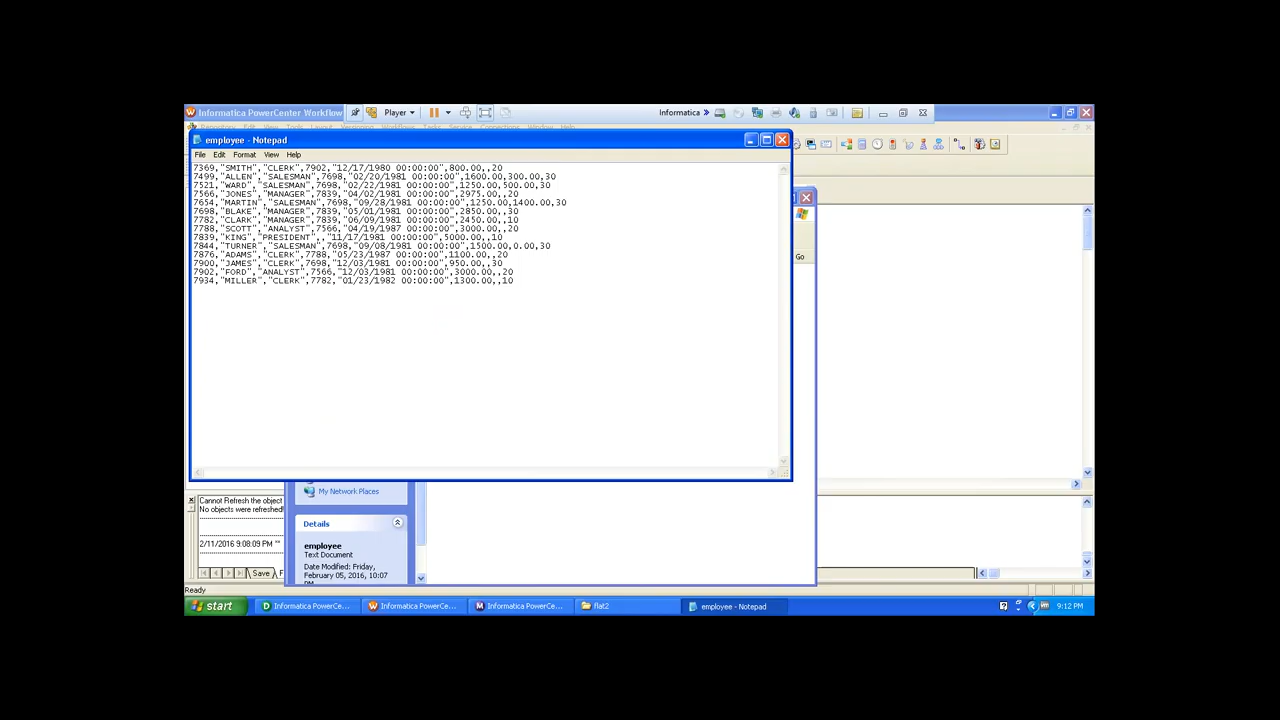 Informatica PowerCenter Workflow
Player
Informatica
employee - Notepad
File Edit Format View Help
7369,"SMITH","CLERK",7902,"12/17/1980 00:00:00",800.00,,20
7499,"ALLEN","SALESMAN",7698,"02/20/1981 00:00:00",1600.00,300.00,30
7521,"WARD","SALESMAN",7698,"02/22/1981 00:00:00",1250.00,500.00,30
7566,"JONES","MANAGER",7839,"04/02/1981 00:00:00",2975.00,,20
7654,"MARTIN","SALESMAN",7698,"09/28/1981 00:00:00",1250.00,1400.00,30
7698,"BLAKE","MANAGER",7839,"05/01/1981 00:00:00",2850.00,,30
7782,"CLARK","MANAGER",7839,"06/09/1981 00:00:00",2450.00,,10
7788,"SCOTT","ANALYST",7566,"04/19/1987 00:00:00",3000.00,,20
7839,"KING","PRESIDENT",,"11/17/1981 00:00:00",5000.00,,10
7844,"TURNER","SALESMAN",7698,"09/08/1981 00:00:00",1500.00,0.00,30
7876,"ADAMS","CLERK",7788,"05/23/1987 00:00:00",1100.00,,20
7900,"JAMES","CLERK",7698,"12/03/1981 00:00:00",950.00,,30
7902,"FORD","ANALYST",7566,"12/03/1981 00:00:00",3000.00,,20
7934,"MILLER","CLERK",7782,"01/23/1982 00:00:00",1300.00,,10
Go
My Network Places
Details
employee
Text Document
Date Modified: Friday,
February 05, 2016, 10:07
Cannot Refresh the object
No objects were refreshed!
2/11/2016 9:08:09 PM **
Save
Ready
start
Informatica PowerCe...
Informatica PowerCe...
Informatica PowerCe...
flat2
employee - Notepad
9:12 PM